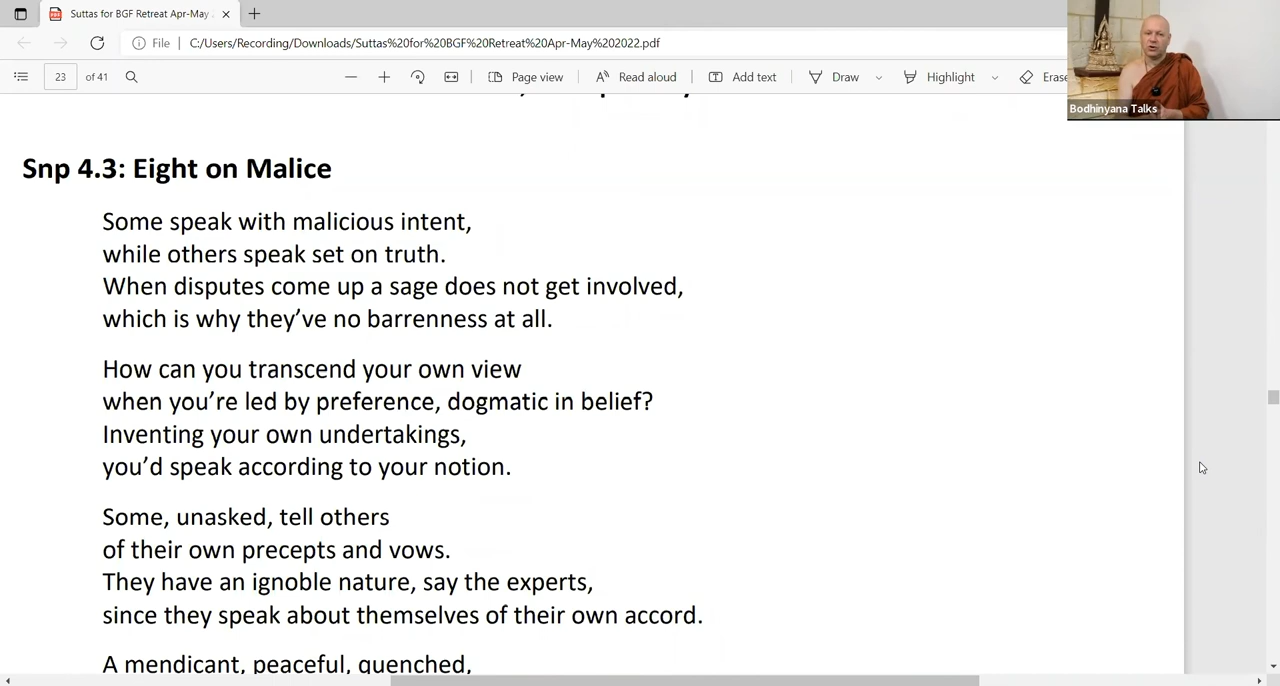 Suttas for BGF Retreat Apr-May
File
C:/Users/Recording/Downloads/Suttas%20for%20BGF%20Retreat%20Apr-May%202022.pdf
23 of 41
Page view
Read aloud
Add text
Draw
Highlight
Erase
Bodhinyana Talks
Snp 4.3: Eight on Malice
Some speak with malicious intent,
while others speak set on truth.
When disputes come up a sage does not get involved,
which is why they’ve no barrenness at all.
How can you transcend your own view
when you’re led by preference, dogmatic in belief?
Inventing your own undertakings,
you’d speak according to your notion.
Some, unasked, tell others
of their own precepts and vows.
They have an ignoble nature, say the experts,
since they speak about themselves of their own accord.
A mendicant, peaceful, quenched,